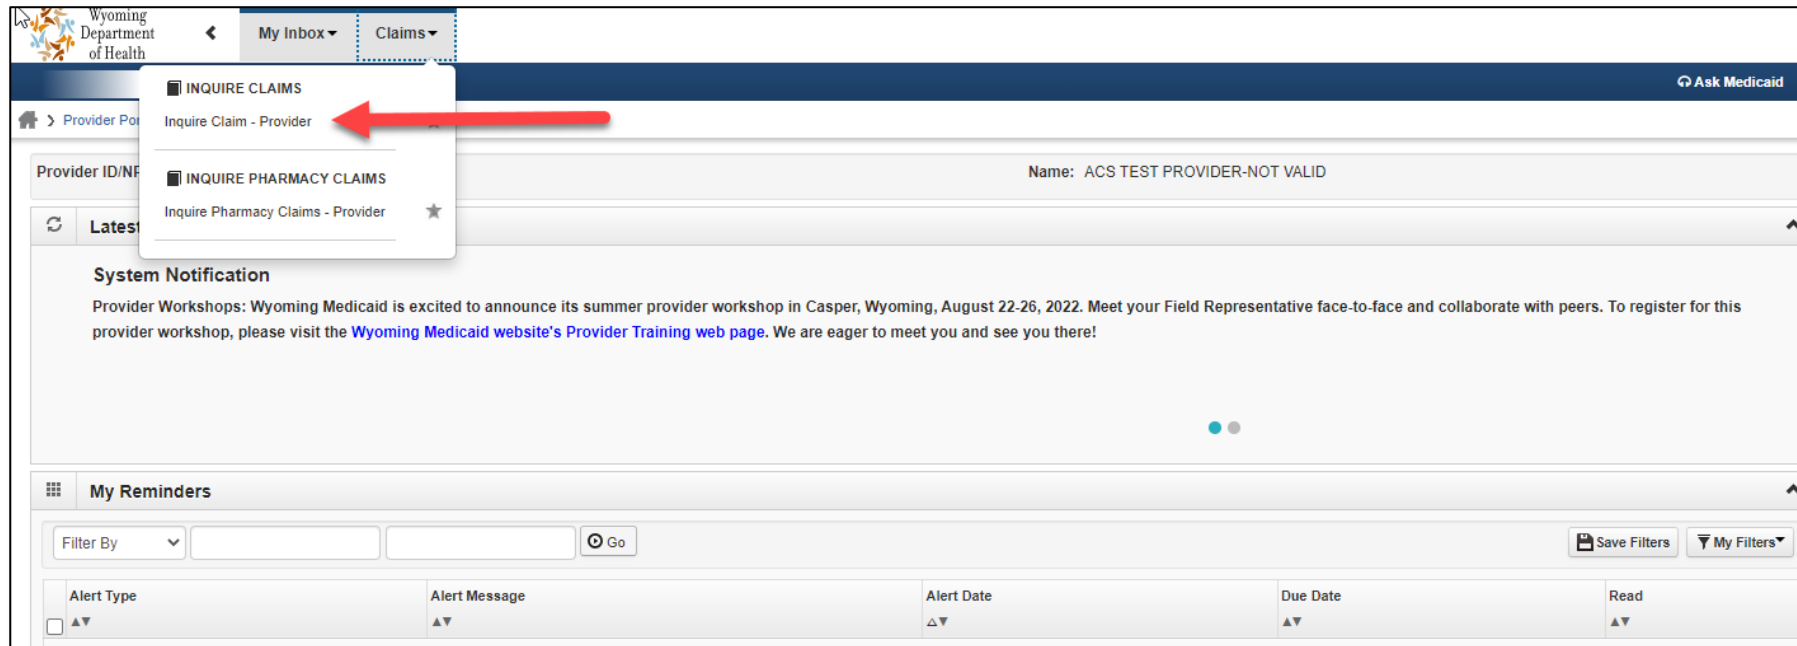 Wyoming
Department
of Health
My Inbox
Claims
Ask Medicaid
INQUIRE CLAIMS
Inquire Claim - Provider
Provider Por
INQUIRE PHARMACY CLAIMS
Inquire Pharmacy Claims - Provider
Provider ID/NP
Name: ACS TEST PROVIDER-NOT VALID
Latest
System Notification
Provider Workshops: Wyoming Medicaid is excited to announce its summer provider workshop in Casper, Wyoming, August 22-26, 2022. Meet your Field Representative face-to-face and collaborate with peers. To register for this
provider workshop, please visit the Wyoming Medicaid website's Provider Training web page. We are eager to meet you and see you there!
My Reminders
Filter By
Go
Save Filters
My Filters
Alert Type
Alert Message
Alert Date
Due Date
Read